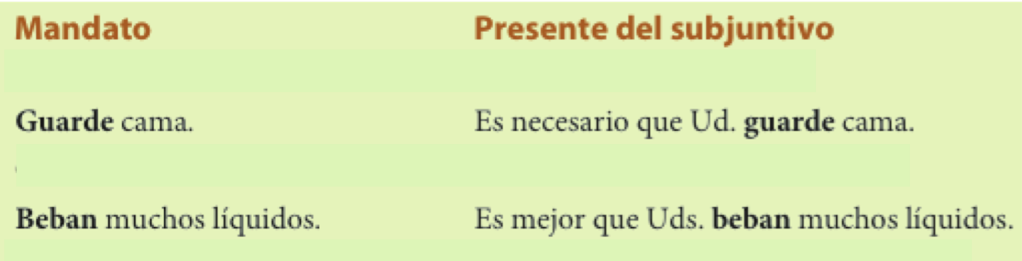 Mandato Presente del subjuntivo
Guarde cama. Es necesario que Ud. guarde cama.
Beban muchos líquidos. Es mejor que Uds. beban muchos líquidos.